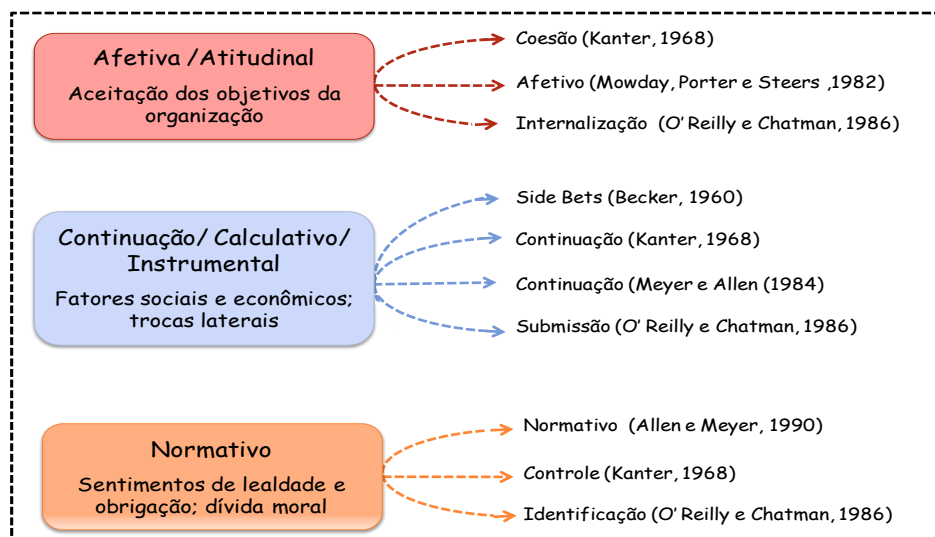 Afetiva /Atitudinal
Aceitação dos objetivos da
organização
Coesão (Kanter, 1968)
Afetivo (Mowday, Porter e Steers ,1982)
Internalização (O' Reilly e Chatman, 1986)
Continuação/ Calculativo/
Instrumental
Fatores sociais e econômicos;
trocas laterais
Side Bets (Becker, 1960)
Continuação (Kanter, 1968)
Continuação (Meyer e Allen (1984)
Submissão (O' Reilly e Chatman, 1986)
Normativo
Sentimentos de lealdade e
obrigação; dívida moral
Normativo (Allen e Meyer, 1990)
Controle (Kanter, 1968)
Identificação (O' Reilly e Chatman, 1986)